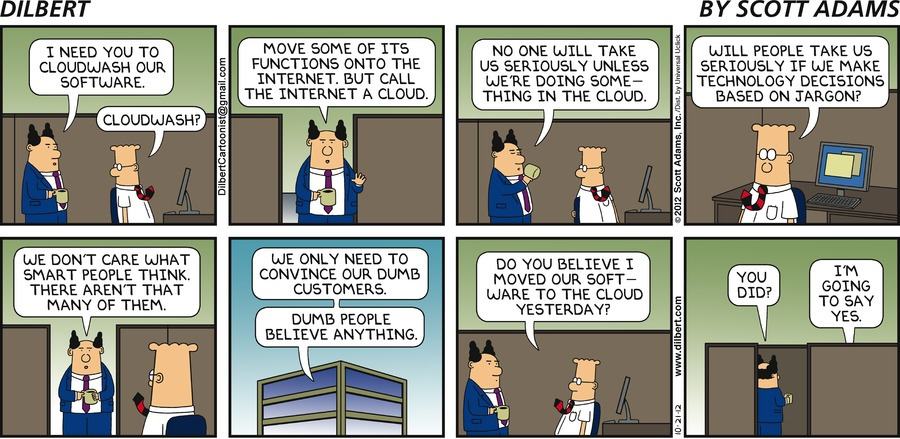 DILBERT
BY SCOTT ADAMS
I NEED YOU TO
CLOUDWASH OUR
SOFTWARE.
CLOUDWASH?
DilbertCartoonist@gmail.com
MOVE SOME OF ITS
FUNCTIONS ONTO THE
INTERNET. BUT CALL
THE INTERNET A CLOUD.
NO ONE WILL TAKE
US SERIOUSLY UNLESS
WE'RE DOING SOME–
THING IN THE CLOUD.
©2012 Scott Adams, Inc./Dist. by Universal Uclick
WILL PEOPLE TAKE US
SERIOUSLY IF WE MAKE
TECHNOLOGY DECISIONS
BASED ON JARGON?
WE DON'T CARE WHAT
SMART PEOPLE THINK.
THERE AREN'T THAT
MANY OF THEM.
WE ONLY NEED TO
CONVINCE OUR DUMB
CUSTOMERS.
DUMB PEOPLE
BELIEVE ANYTHING.
DO YOU BELIEVE I
MOVED OUR SOFT–
WARE TO THE CLOUD
YESTERDAY?
10-21-12
www.dilbert.com
YOU
DID?
I'M
GOING
TO SAY
YES.